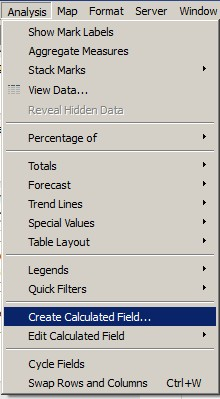 Analysis Map Format Server Window
Show Mark Labels
Aggregate Measures
Stack Marks
View Data...
Reveal Hidden Data
Percentage of
Totals
Forecast
Trend Lines
Special Values
Table Layout
Legends
Quick Filters
Create Calculated Field...
Edit Calculated Field
Cycle Fields
Swap Rows and Columns Ctrl+W